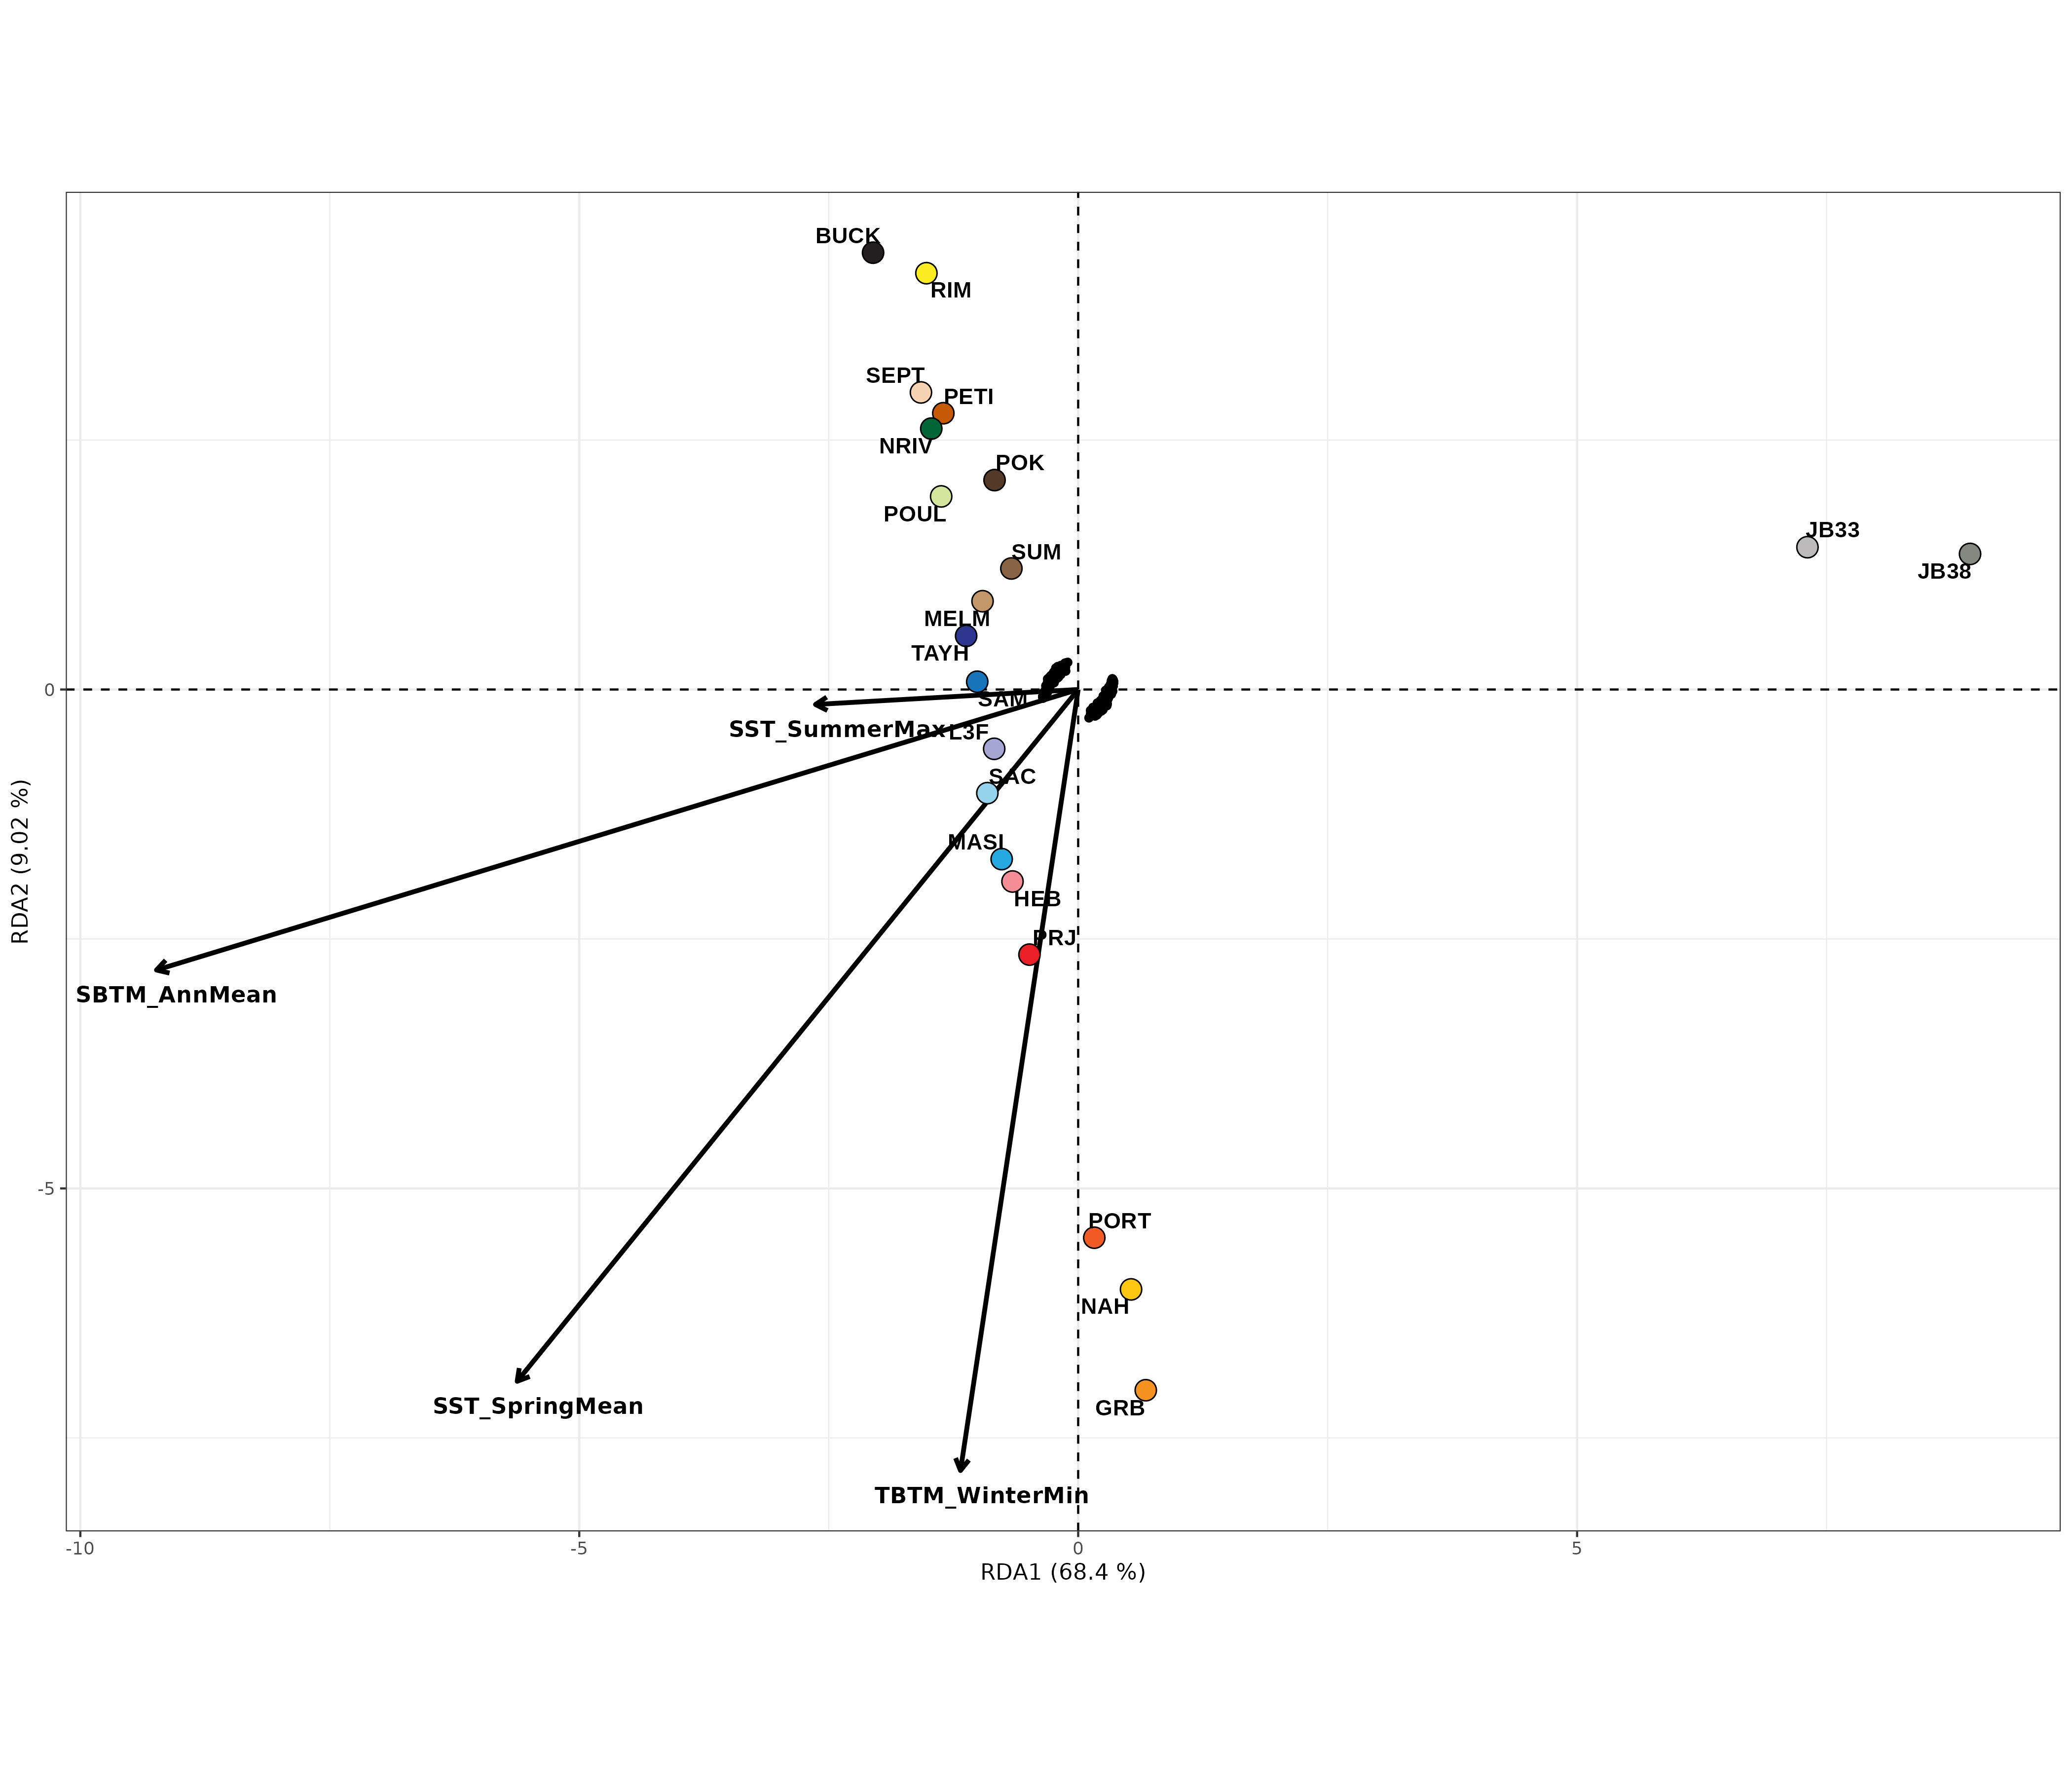 BUCK
RIM
SEPT
PETI
NRIV
POK
POUL
JB33
SUM
JB38
MELM
TAYH
0
SAM
SST_SummerMax
L3F
SAC
MASI
HEB
PRJ
RDA2 (9.02 %)
SBTM_AnnMean
-5
PORT
NAH
SST_SpringMean
GRB
TBTM_WinterMin
-10
-5
0
5
RDA1 (68.4 %)